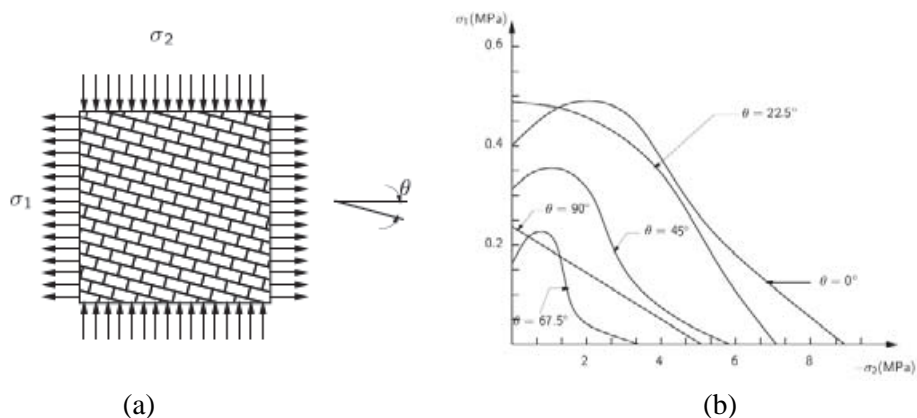 σ2
σ1
θ
(a)
σ1(MPa)
0.6
0.4
0.2
θ = 22.5°
θ = 90°
θ = 45°
θ = 0°
θ = 67.5°
2
4
6
8
−σ2(MPa)
(b)